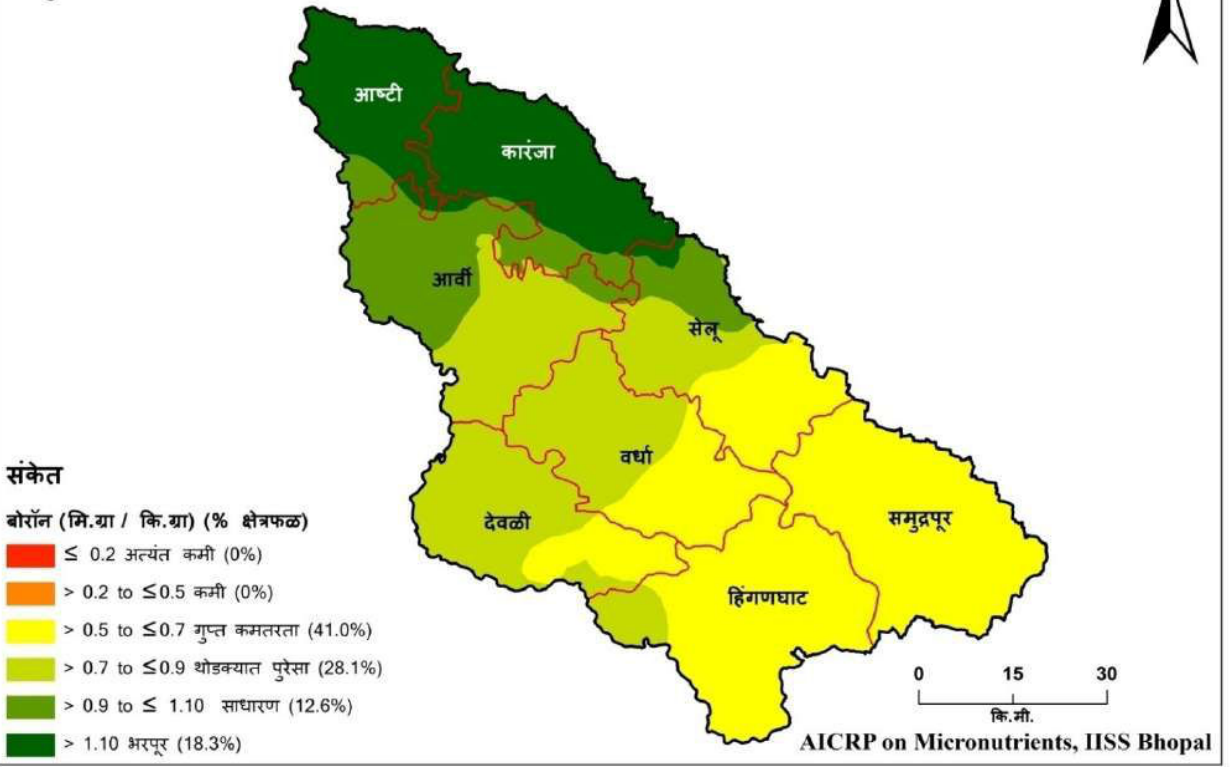 आष्टी
कारंजा
आर्वी
सेलू
वर्धा
देवळी
समुद्रपूर
हिंगणघाट
संकेत
बोरॉन (मि.ग्रा / कि.ग्रा) (% क्षेत्रफळ)
≤ 0.2 अत्यंत कमी (0%)
> 0.2 to ≤0.5 कमी (0%)
> 0.5 to ≤0.7 गुप्त कमतरता (41.0%)
> 0.7 to ≤0.9 थोडक्यात पुरेसा (28.1%)
> 0.9 to ≤ 1.10 साधारण (12.6%)
> 1.10 भरपूर (18.3%)
0 15 30
कि.मी.
AICRP on Micronutrients, IISS Bhopal